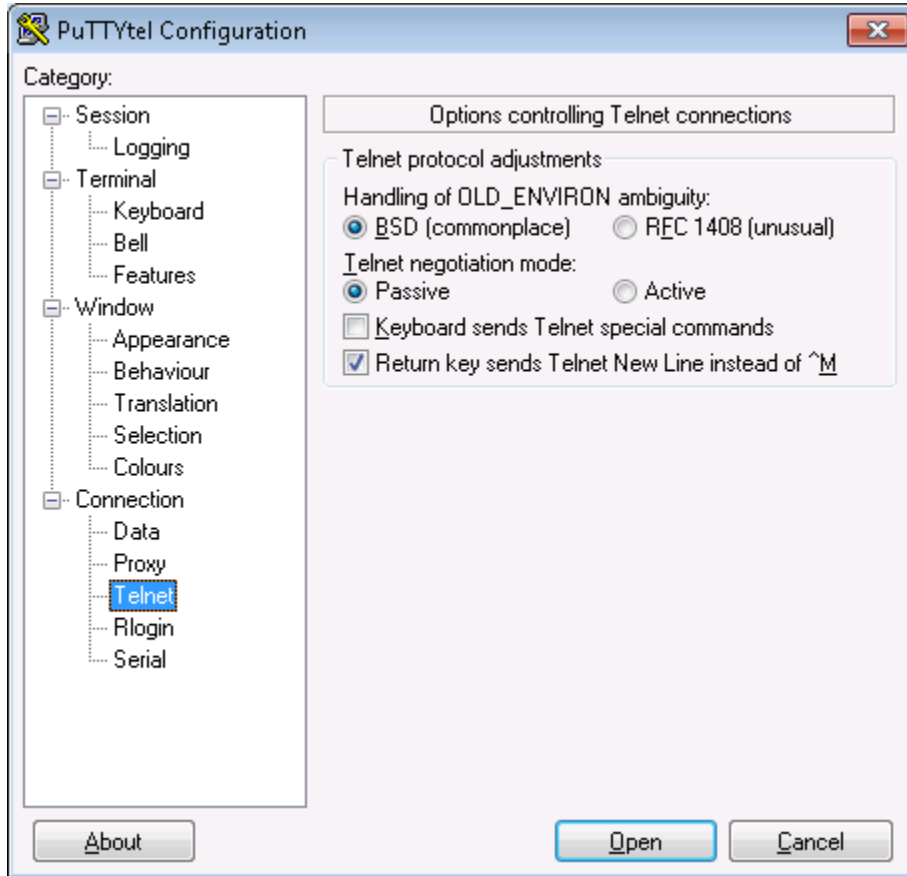 PuTTYtel Configuration
Category:
Session
Logging
Terminal
Keyboard
Bell
Features
Window
Appearance
Behaviour
Translation
Selection
Colours
Connection
Data
Proxy
Telnet
Rlogin
Serial
Options controlling Telnet connections
Telnet protocol adjustments
Handling of OLD_ENVIRON ambiguity:
BSD (commonplace) RFC 1408 (unusual)
Telnet negotiation mode:
Passive Active
Keyboard sends Telnet special commands
Return key sends Telnet New Line instead of ^M
About Open Cancel